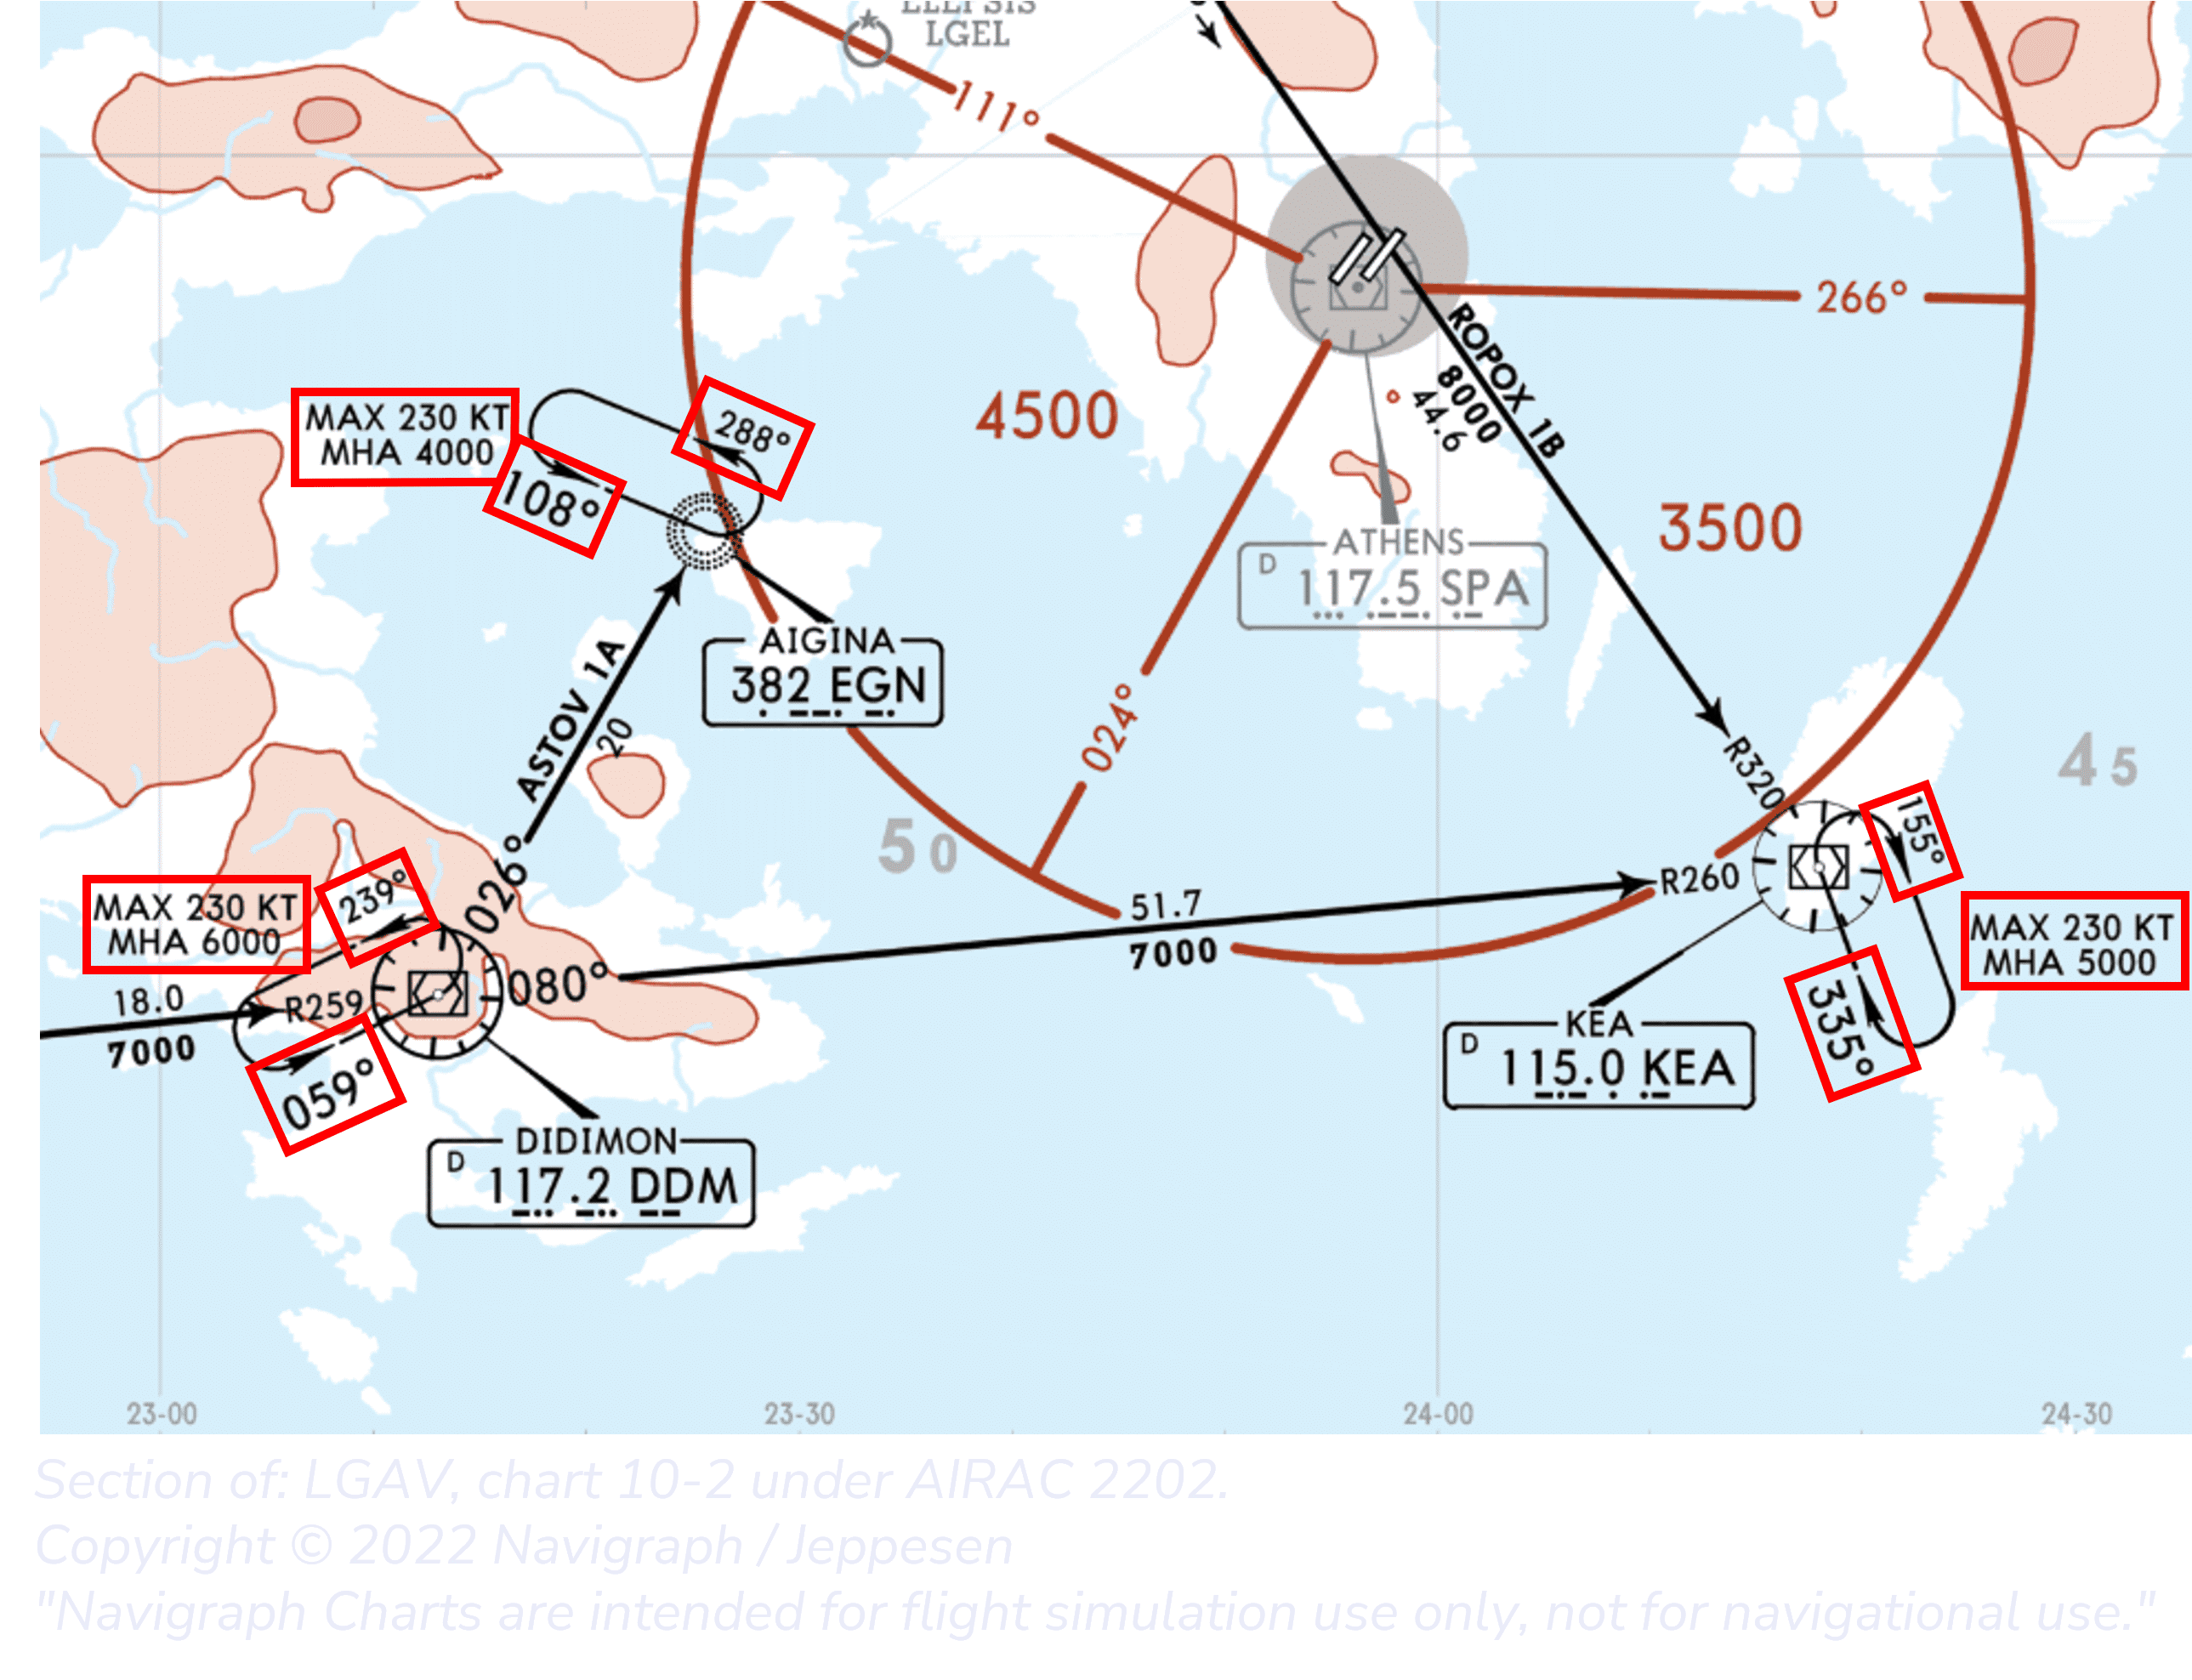 LGEL
111°
266°
ROPOX 1B
8000
44.6
MAX 230 KT
MHA 4000
288°
108°
4500
3500
ATHENS
D 117.5 SPA
AIGINA
382 EGN
ASTOV 1A
20
024°
R320
45
50
155°
026°
51.7
7000
R260
MAX 230 KT
MHA 6000
239°
18.0
7000
R259
080°
MAX 230 KT
MHA 5000
335°
059°
KEA
D 115.0 KEA
DIDIMON
D 117.2 DDM
23-00
23-30
24-00
24-30
Section of: LGAV, chart 10-2 under AIRAC 2202.
Copyright © 2022 Navigraph / Jeppesen
"Navigraph Charts are intended for flight simulation use only, not for navigational use."